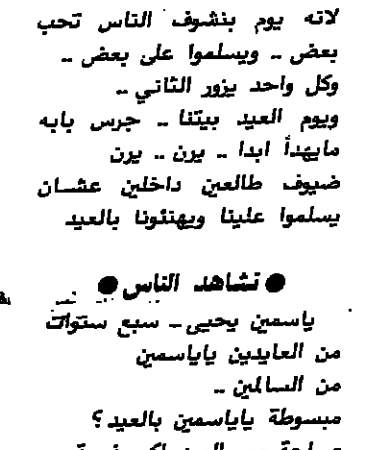 لانه يوم بنشوف الناس تحب
بعض .. ويسلموا على بعض ..
وكل واحد يزور الثاني ..
ويوم العيد بيتنا .. جرس بابه
مايهدأ ابدا .. يرن .. يرن
ضيوف طالعين داخلين عشان
يسلموا علينا ويهنئونا بالعيد
● تشاهد الناس ●
ياسمين يحيى ـ سبع سنوات
من العايدين ياياسمين
من السالمين ..
مبسوطة ياياسمين بالعيد ؟